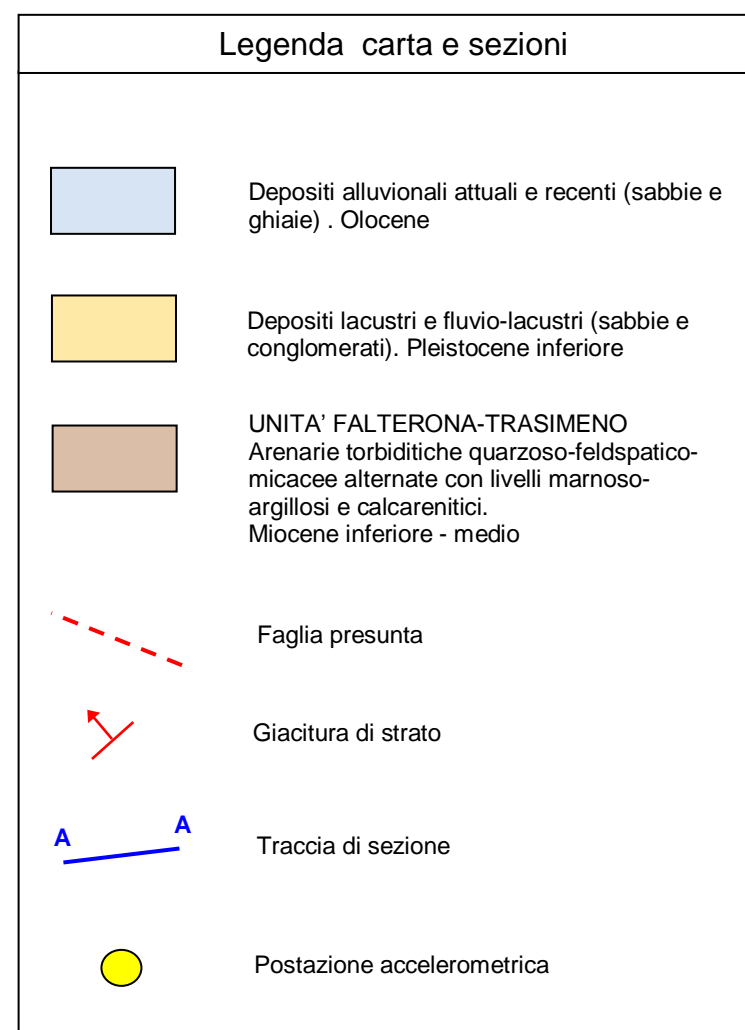 Legenda  carta e sezioni
Depositi alluvionali attuali e recenti (sabbie e
ghiaie) . Olocene
Depositi lacustri e fluvio-lacustri (sabbie e
conglomerati). Pleistocene inferiore
UNITA’ FALTERONA-TRASIMENO
Arenarie torbiditiche quarzoso-feldspatico-
micacee alternate con livelli marnoso-
argillosi e calcarenitici.
Miocene inferiore - medio
Faglia presunta
Giacitura di strato
A A
Traccia di sezione
Postazione accelerometrica